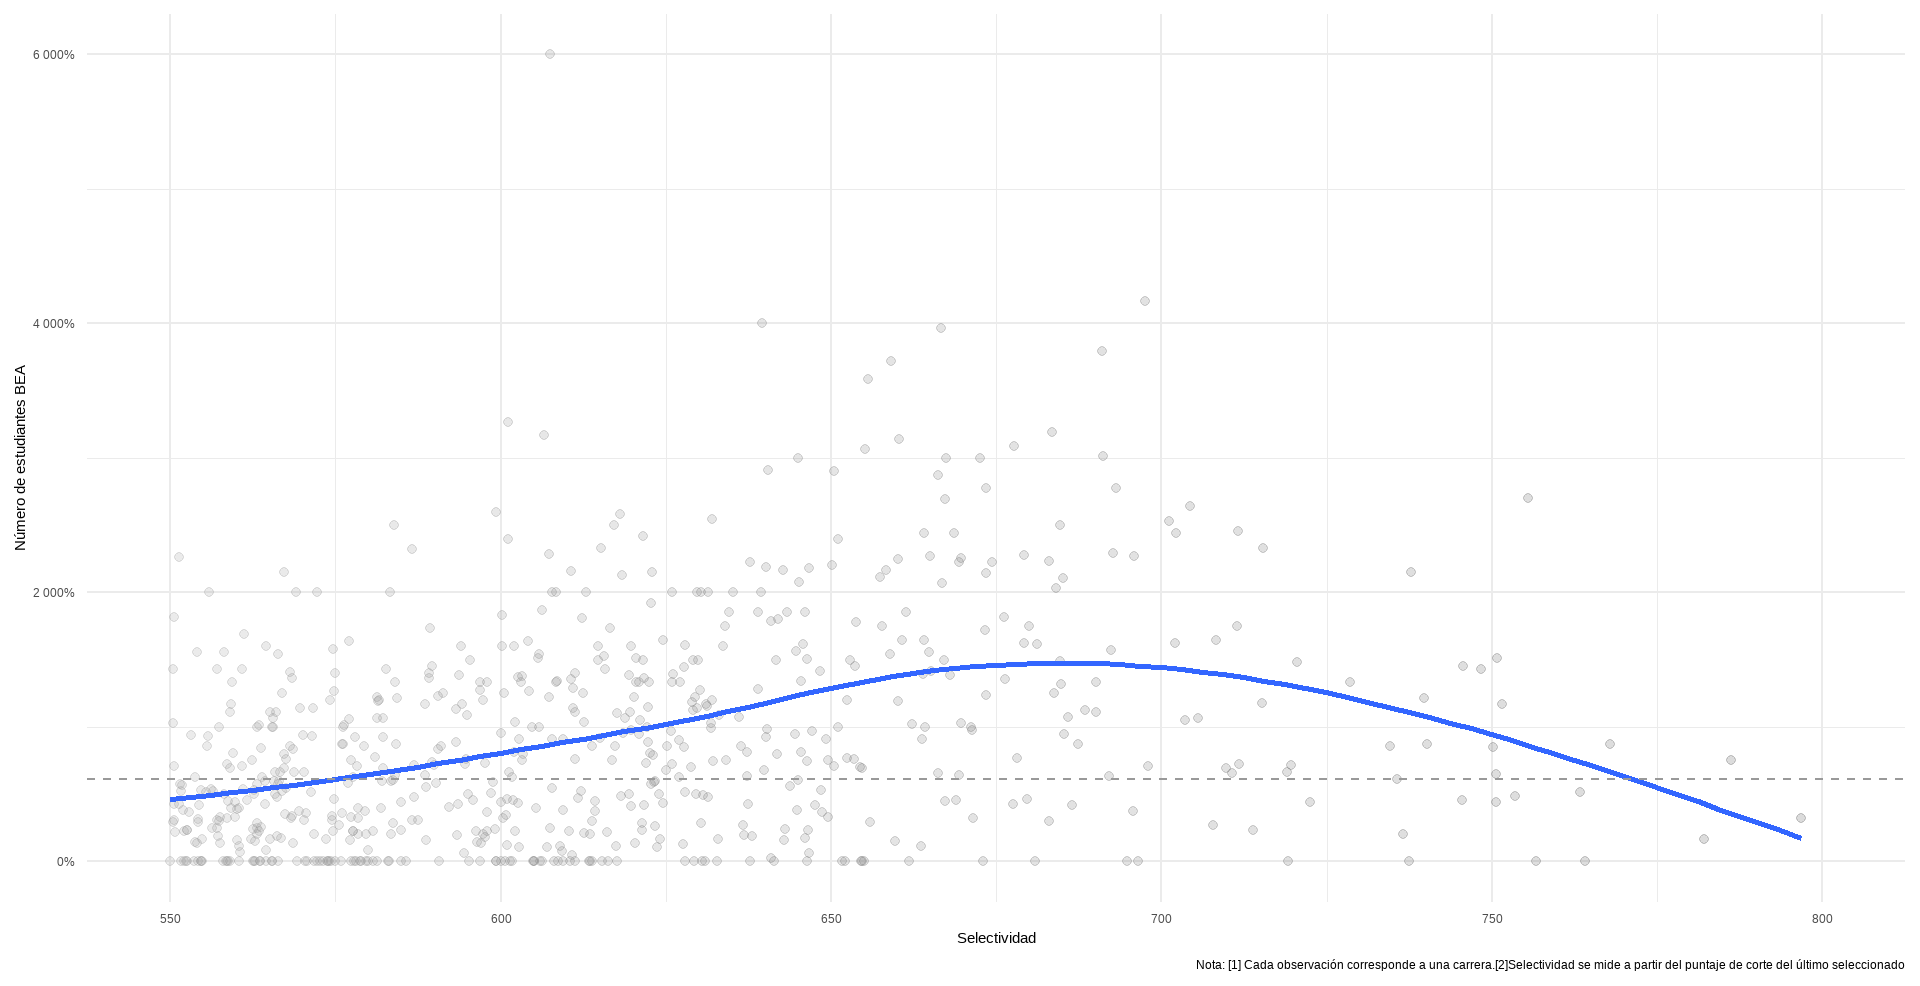 6 000%
4 000%
2 000%
0%
Número de estudiantes BEA
550 600 650 700 750 800
Selectividad
Nota: [1] Cada observación corresponde a una carrera.[2]Selectividad se mide a partir del puntaje de corte del último seleccionado